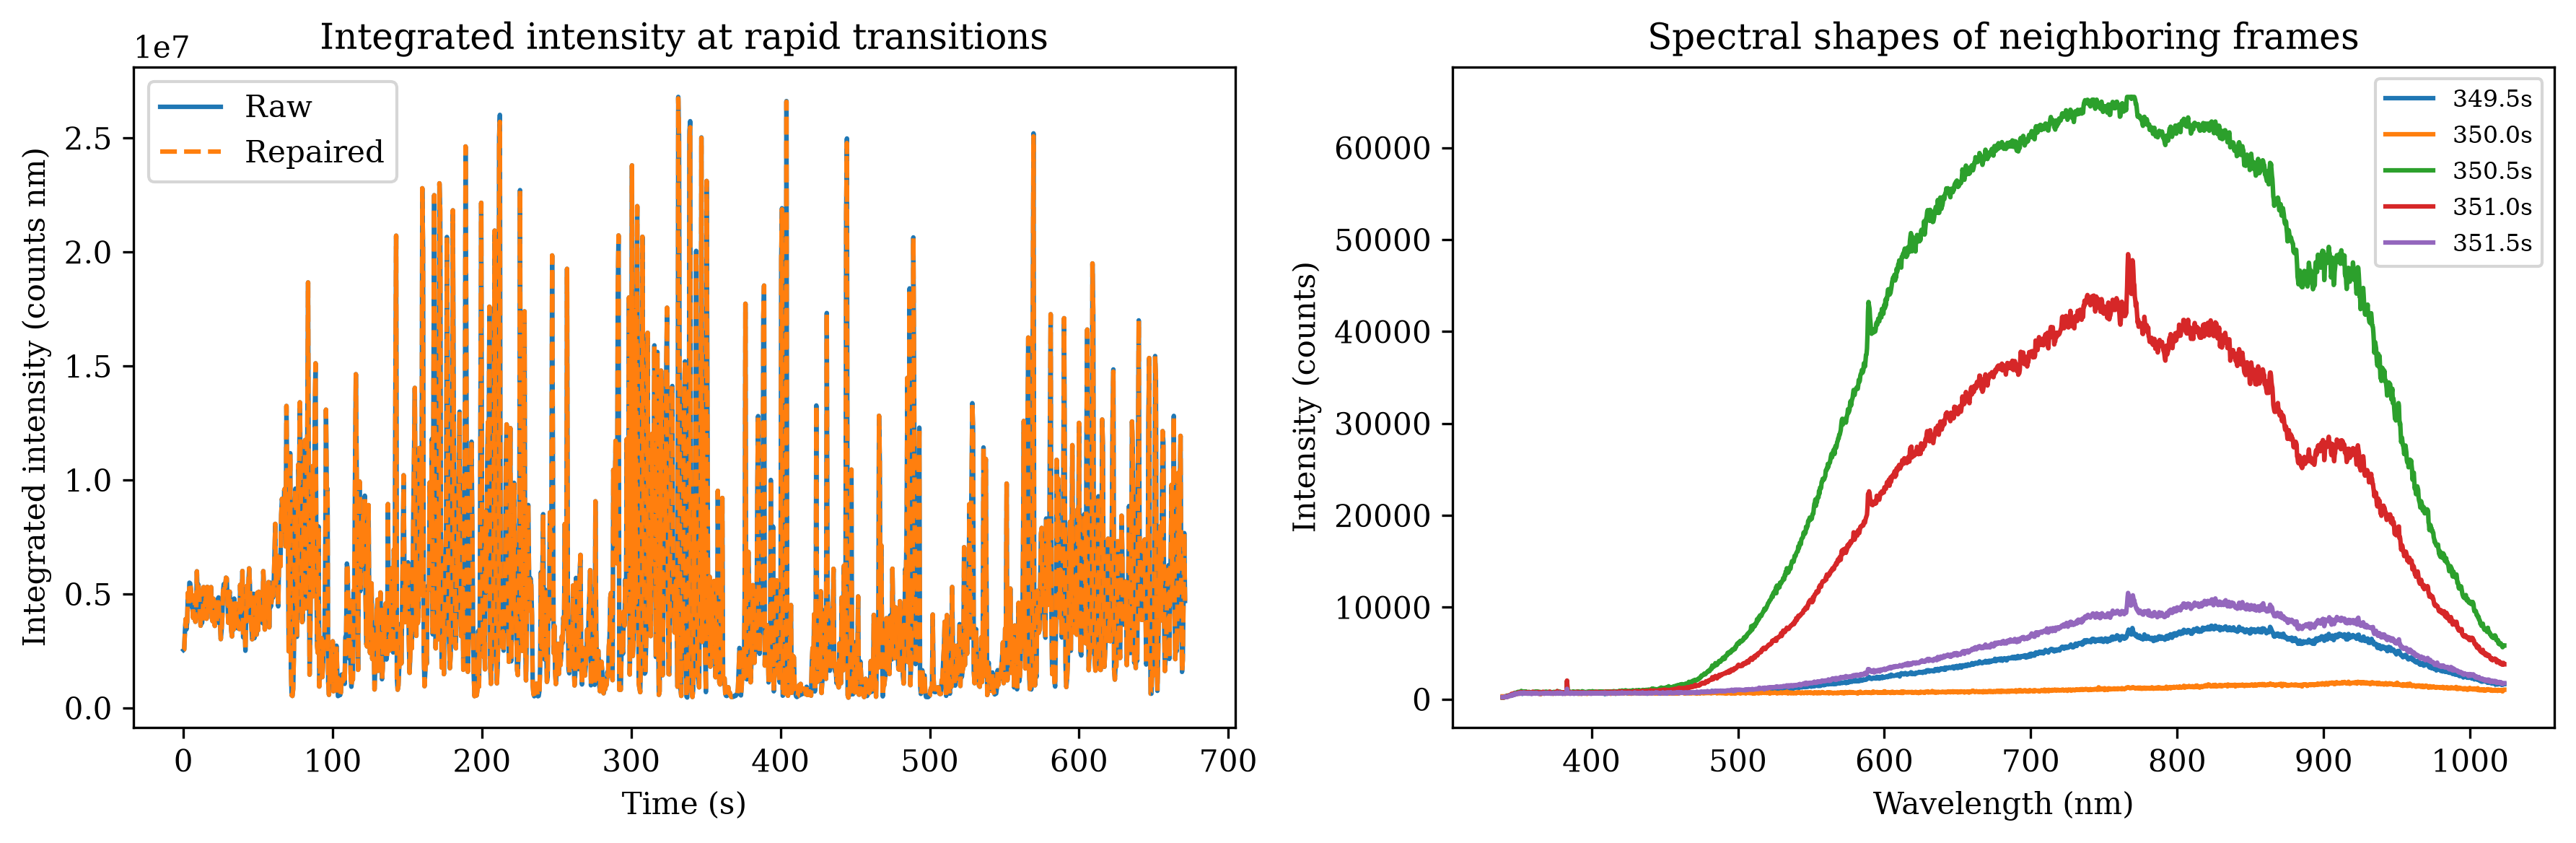 Integrated intensity at rapid transitions
1e7
Raw
Repaired
2.5
2.0
1.5
1.0
0.5
0.0
Integrated intensity (counts nm)
0 100 200 300 400 500 600 700
Time (s)
Spectral shapes of neighboring frames
349.5s
350.0s
350.5s
351.0s
351.5s
60000
50000
40000
30000
20000
10000
0
Intensity (counts)
400 500 600 700 800 900 1000
Wavelength (nm)